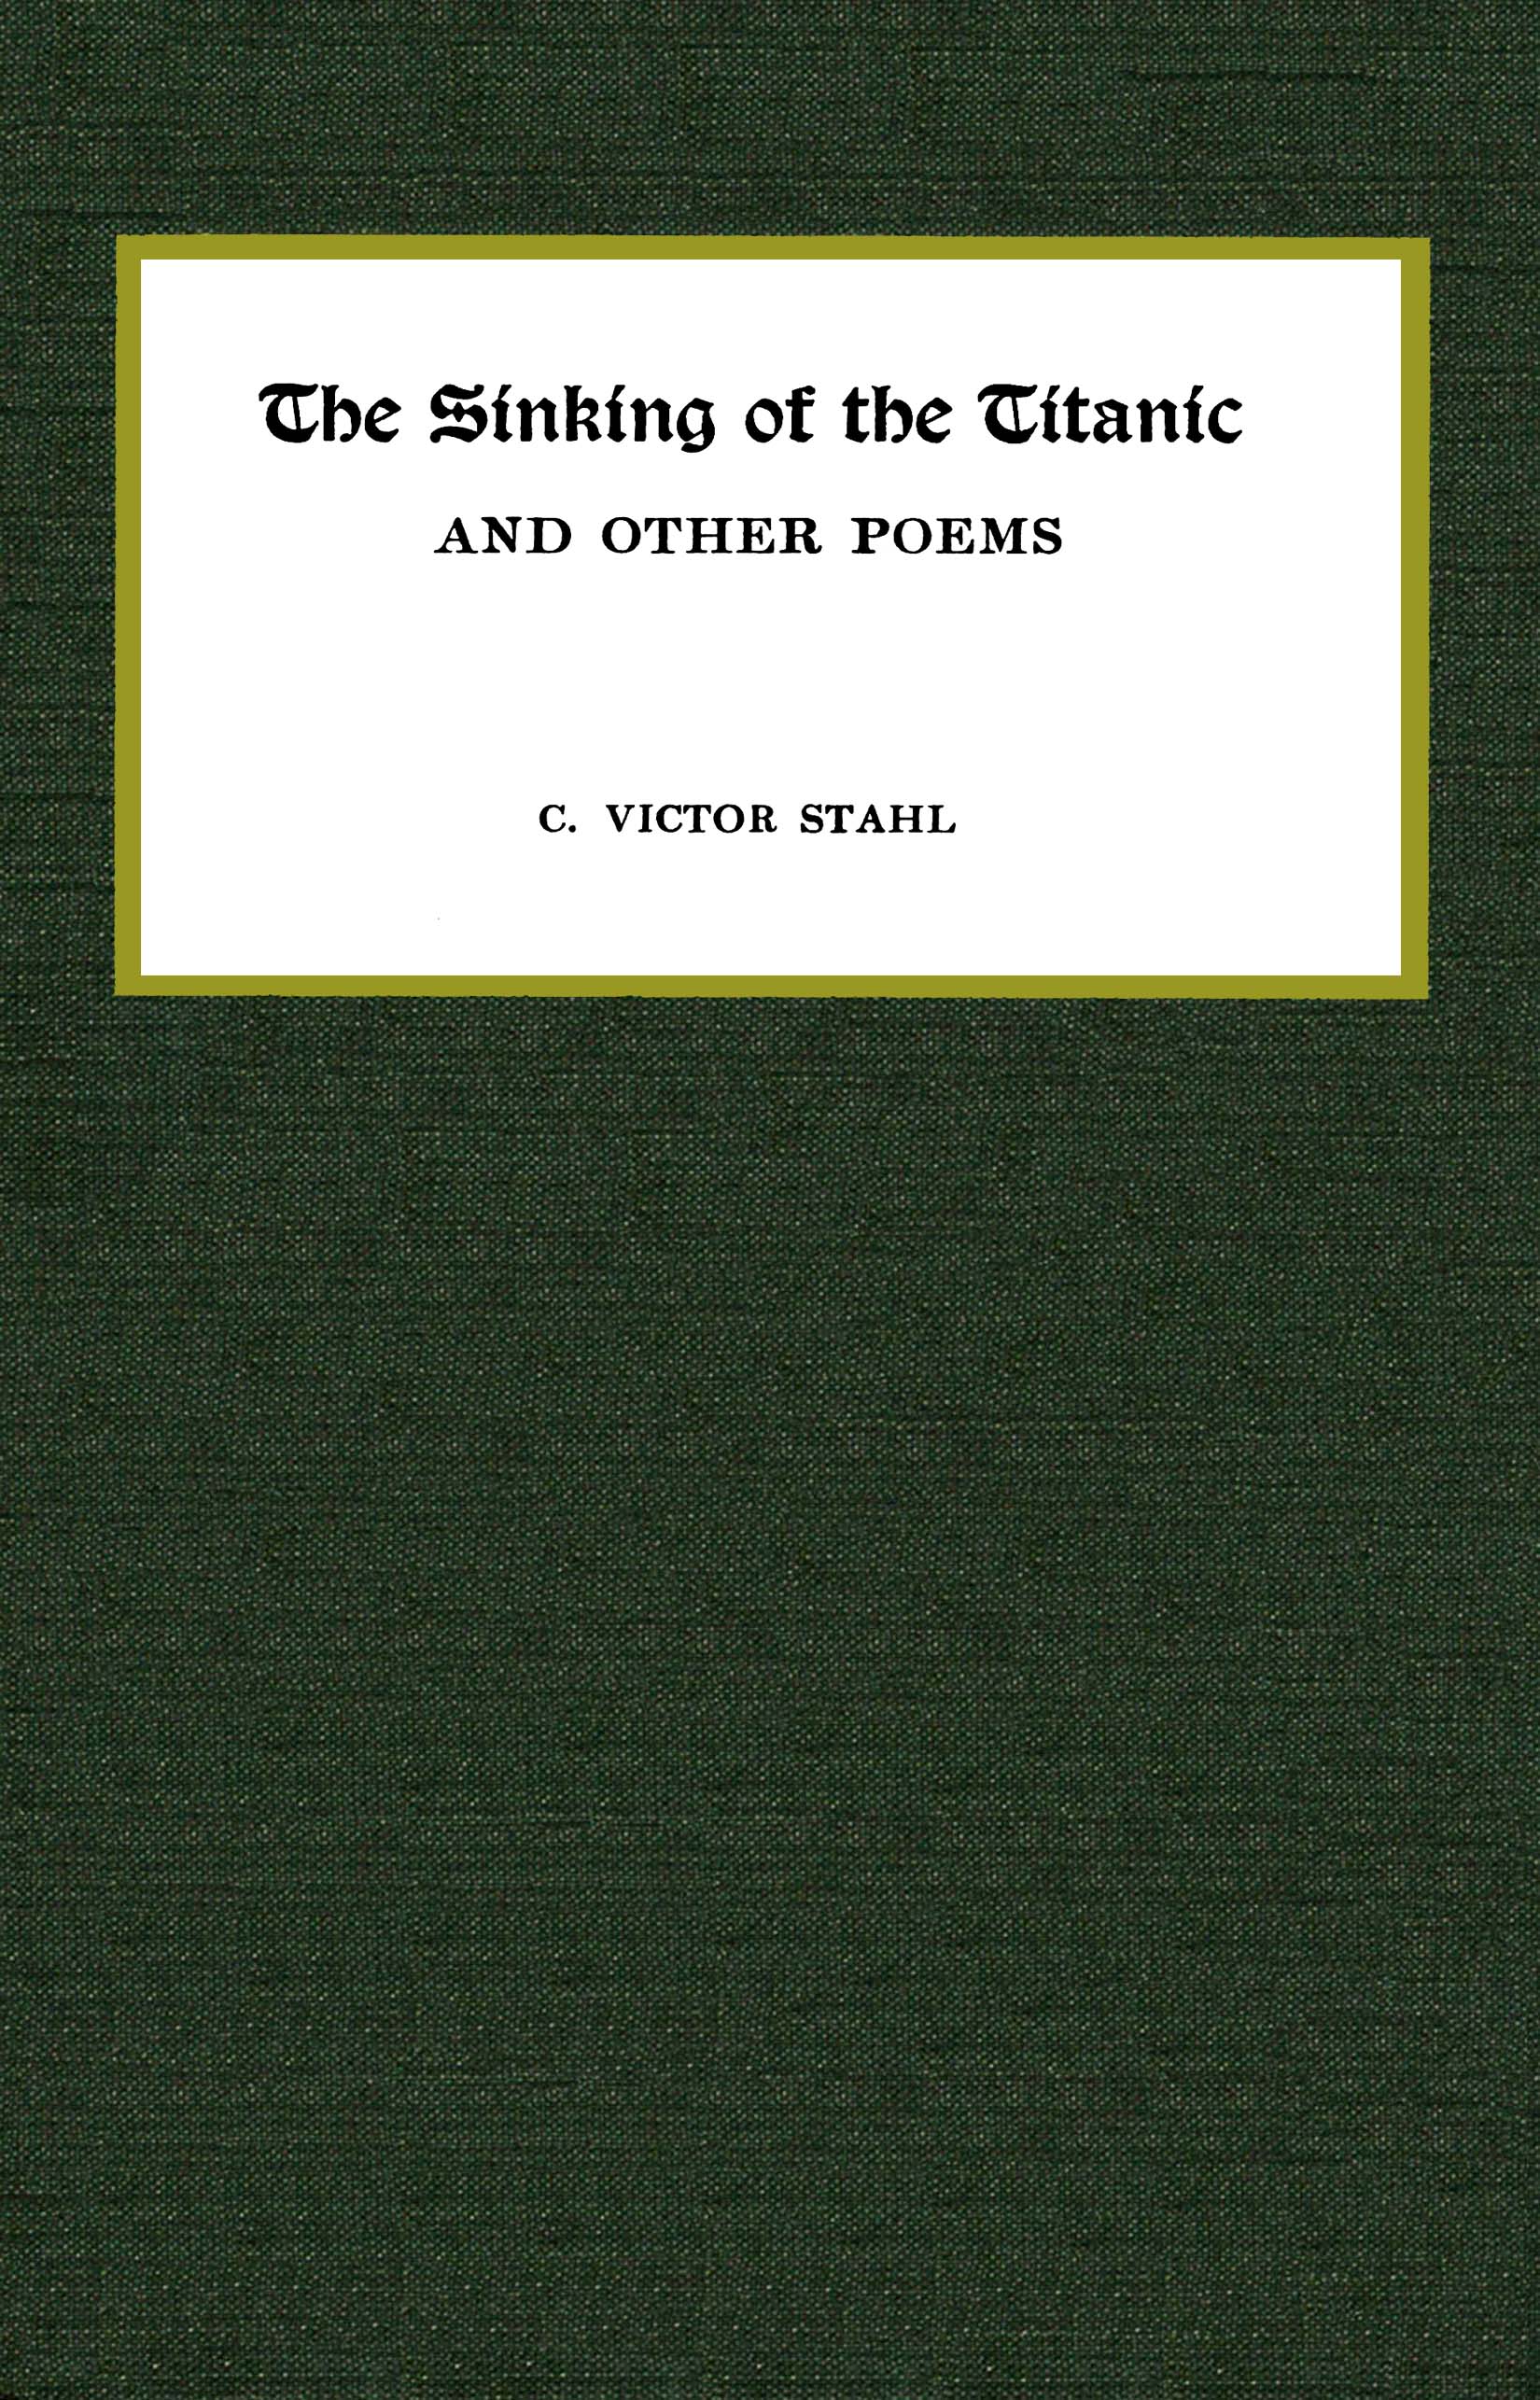 The Sinking of the Titanic
AND OTHER POEMS
C. VICTOR STAHL